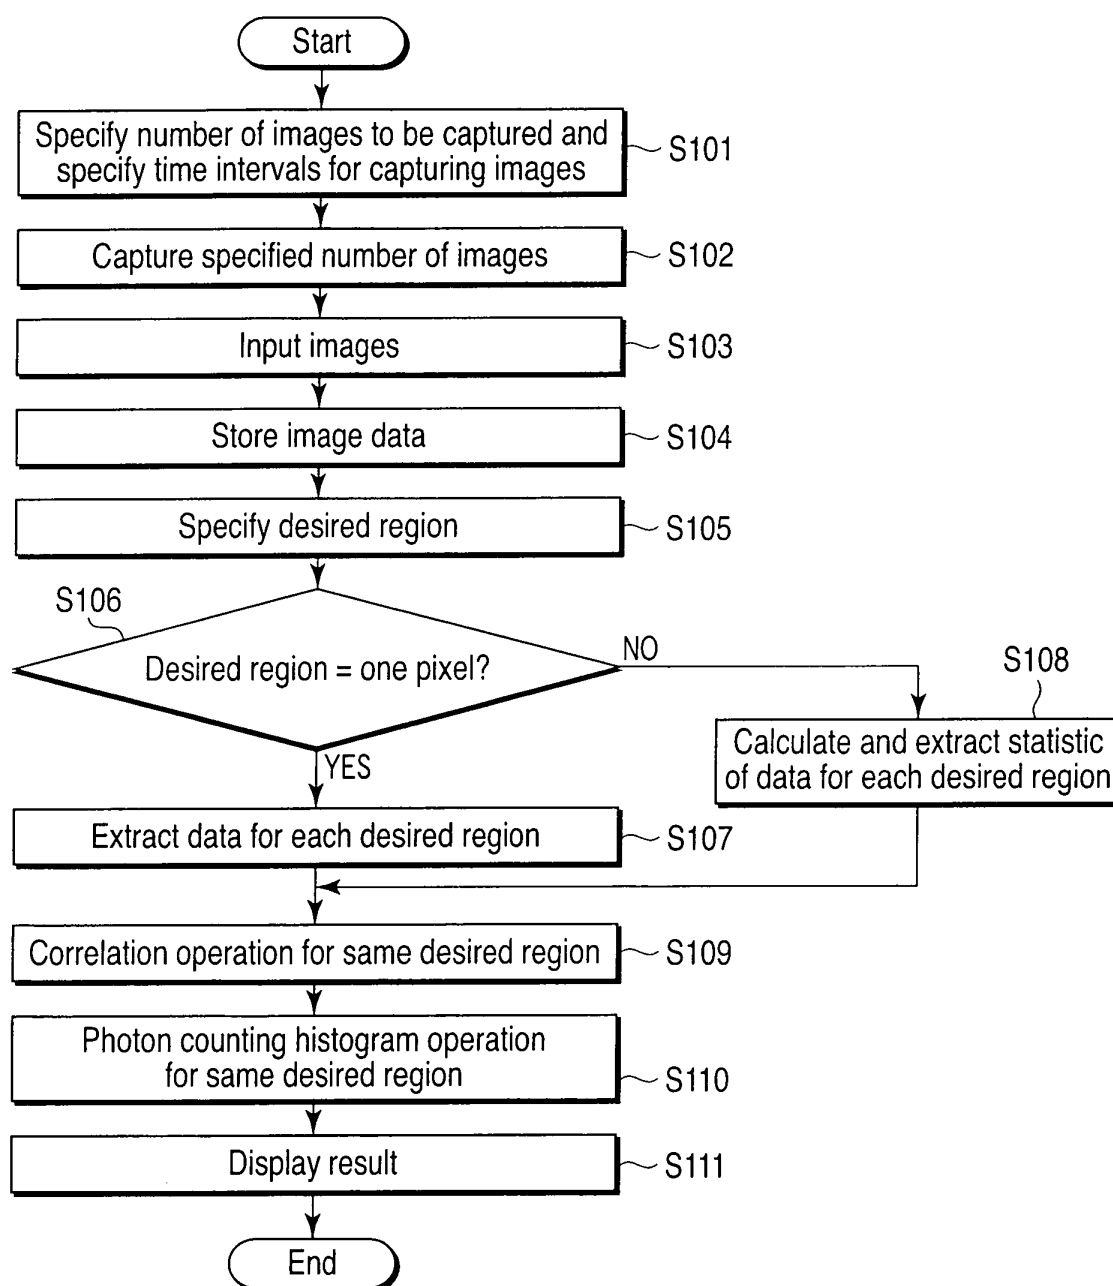 Start
Specify number of images to be captured and
specify time intervals for capturing images
S101
Capture specified number of images
S102
Input images
S103
Store image data
S104
Specify desired region
S105
S106
Desired region = one pixel?
NO
YES
S108
Calculate and extract statistic
of data for each desired region
Extract data for each desired region
S107
Correlation operation for same desired region
S109
Photon counting histogram operation
for same desired region
S110
Display result
S111
End